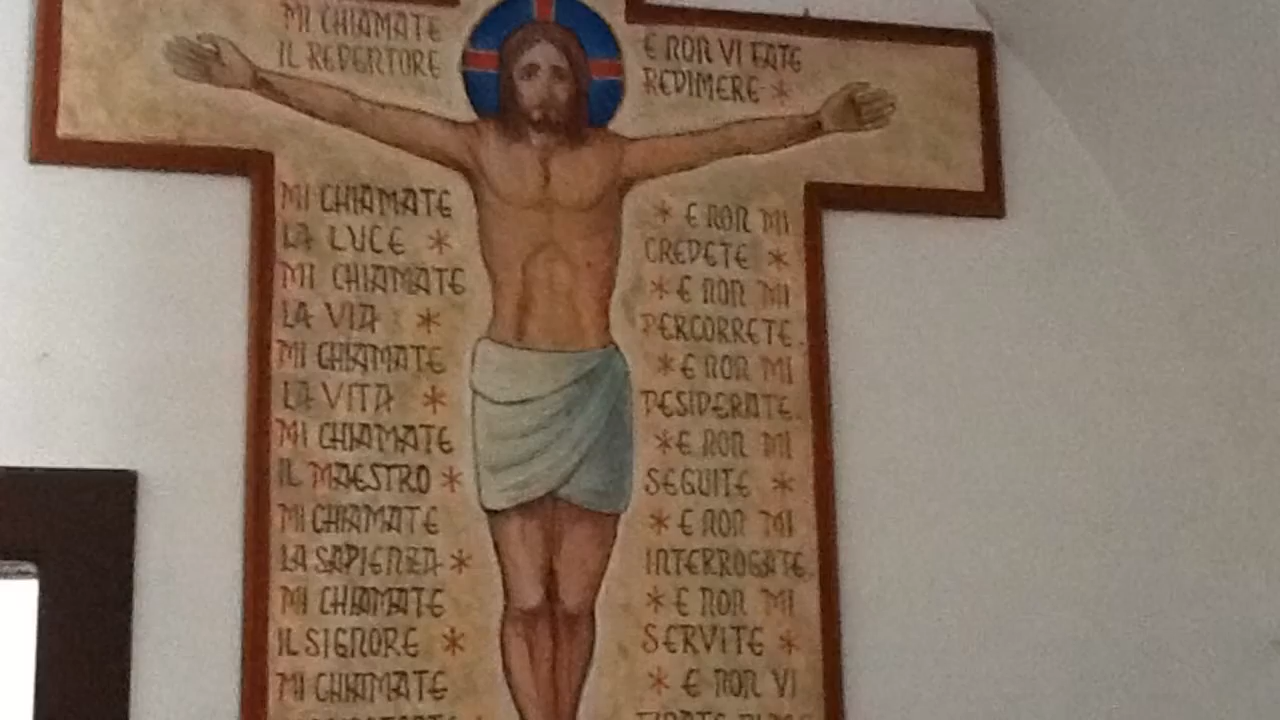 MI CHIAMATE
IL REDENTORE
E NON VI FATE
REDIMERE *
MI CHIAMATE
LA LUCE *
MI CHIAMATE
LA VIA *
MI CHIAMATE
LA VITA *
MI CHIAMATE
IL MAESTRO *
MI CHIAMATE
LA SAPIENZA *
MI CHIAMATE
IL SIGNORE *
MI CHIAMATE
* E NON MI
CREDETE *
* E NON MI
PERCORRETE.
* E NON MI
DESIDERATE.
* E NON MI
SEGUITE *
* E NON MI
INTERROGATE.
* E NON MI
SERVITE *
* E NON VI